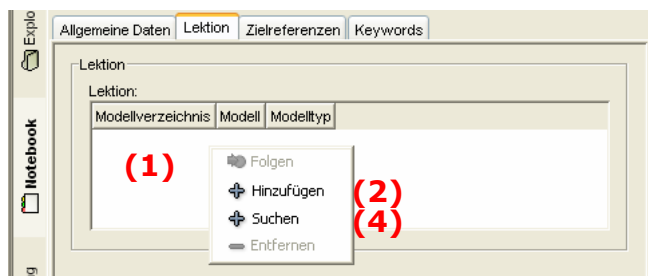 Explo
Notebook
Allgemeine Daten Lektion Zielreferenzen Keywords
Lektion
Lektion:
Modellverzeichnis Modell Modelltyp
(1)
Folgen
Hinzufügen (2)
Suchen (4)
Entfernen